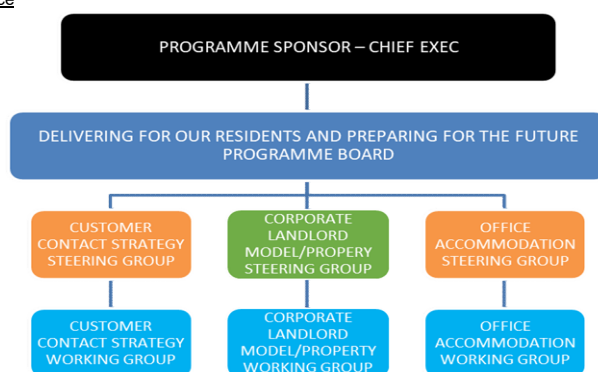 ce
PROGRAMME SPONSOR – CHIEF EXEC
DELIVERING FOR OUR RESIDENTS AND PREPARING FOR THE FUTURE
PROGRAMME BOARD
CUSTOMER
CONTACT STRATEGY
STEERING GROUP
CORPORATE
LANDLORD
MODEL/PROPERY
STEERING GROUP
OFFICE
ACCOMMODATION
STEERING GROUP
CUSTOMER
CONTACT STRATEGY
WORKING GROUP
CORPORATE
LANDLORD
MODEL/PROPERTY
WORKING GROUP
OFFICE
ACCOMMODATION
WORKING GROUP